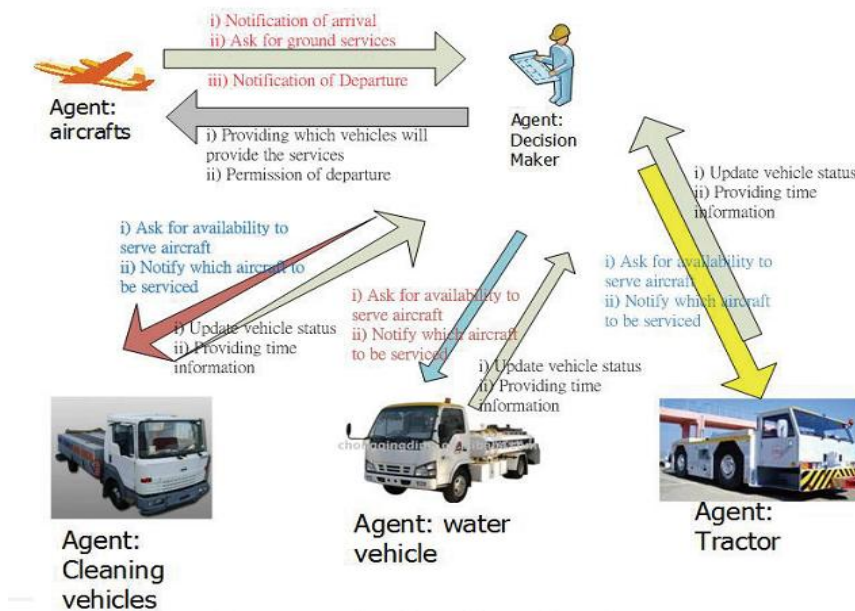 i) Notification of arrival
ii) Ask for ground services
iii) Notification of Departure
Agent:
aircrafts
Agent:
Decision
Maker
i) Providing which vehicles will
provide the services
ii) Permission of departure
i) Update vehicle status
ii) Providing time
information
i) Ask for availability to
serve aircraft
ii) Notify which aircraft to
be serviced
i) Ask for availability to
serve aircraft
ii) Notify which aircraft
to be serviced
i) Ask for availability to
serve aircraft
ii) Notify which aircraft
to be serviced
i) Update vehicle status
ii) Providing time
information
i) Update vehicle status
ii) Providing time
information
Agent:
Cleaning
vehicles
Agent: water
vehicle
Agent:
Tractor